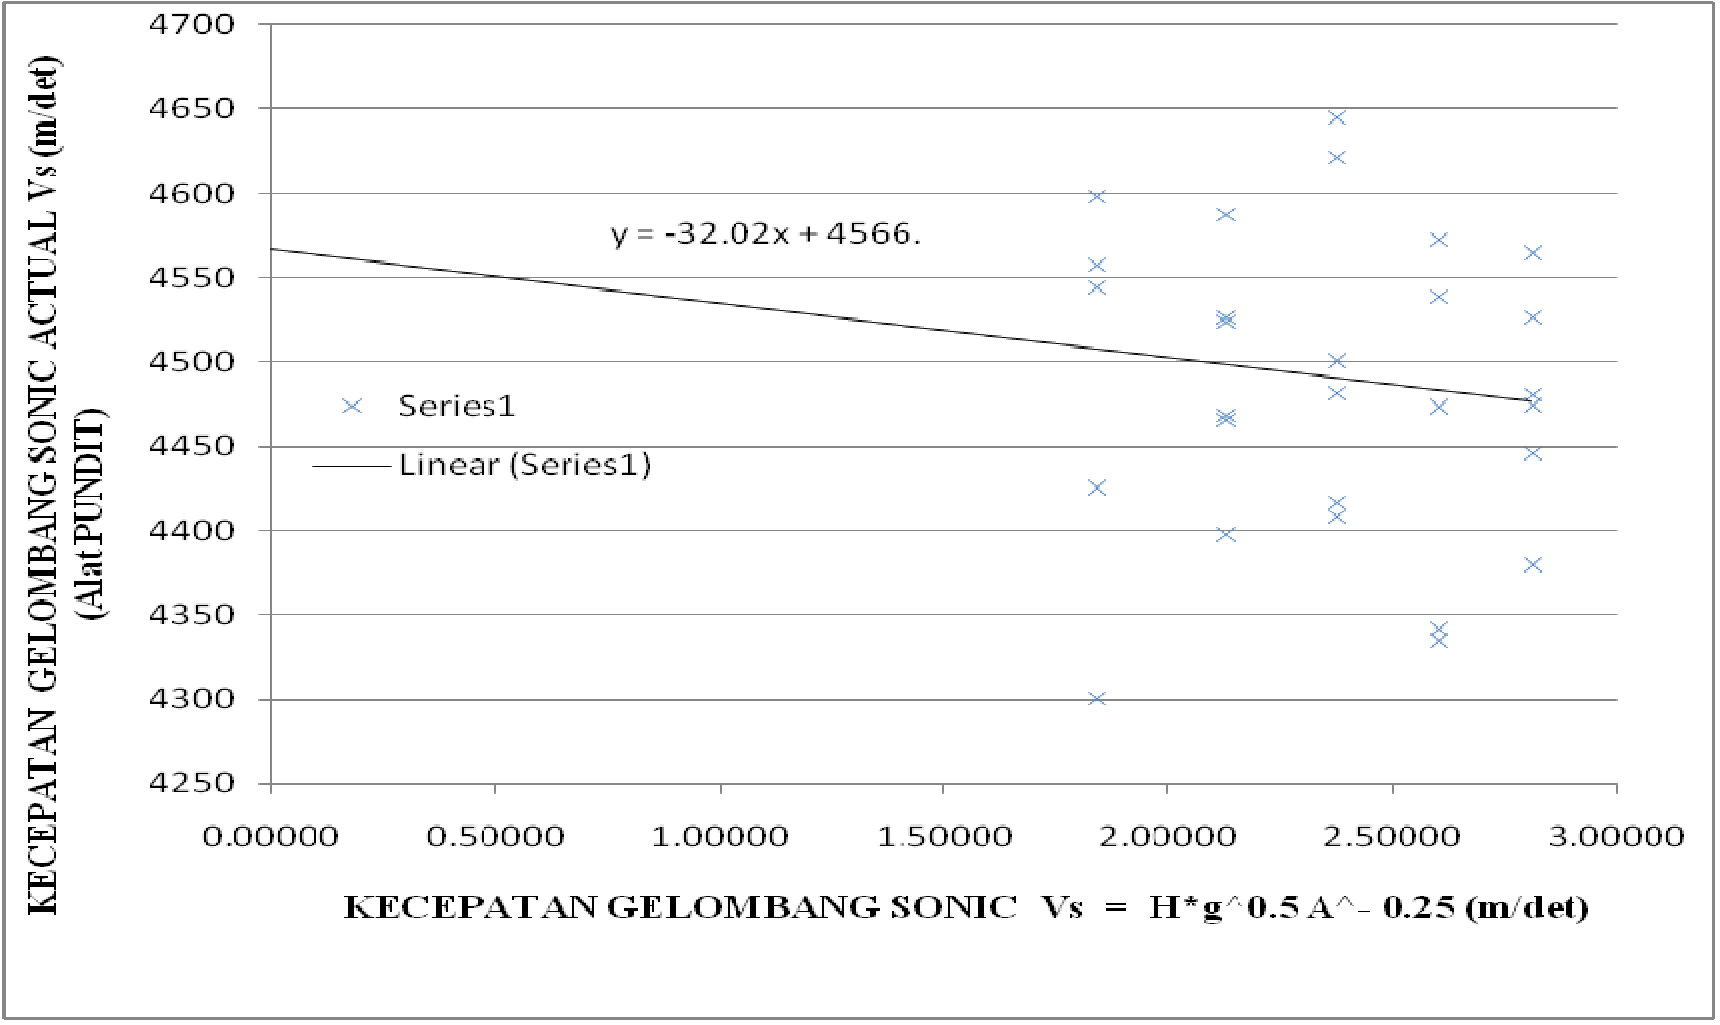 KECEPATAN GELOMBANG SONIC ACTUAL Vs (m/det)
(Alat PUNDIT)
4700
4650
4600
4550
4500
4450
4400
4350
4300
4250
y = -32.02x + 4566.
Series1
Linear (Series1)
0.00000 0.50000 1.00000 1.50000 2.00000 2.50000 3.00000
KECEPATAN GELOMBANG SONIC Vs = H*g^0.5 A^- 0.25 (m/det)